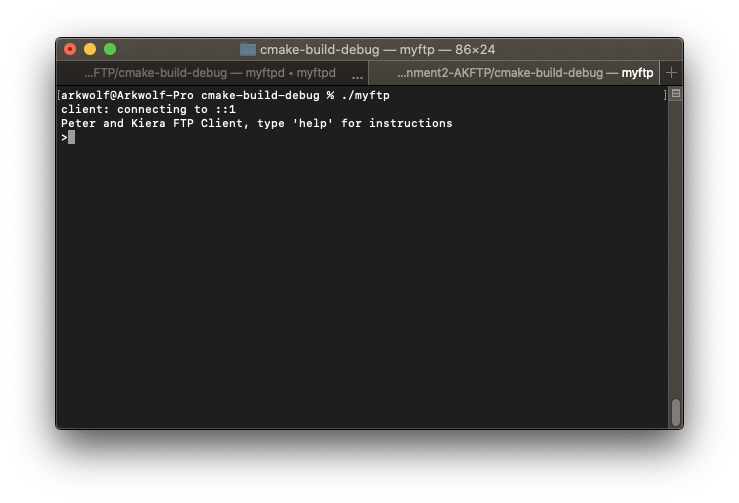 cmake-build-debug — myftp — 86×24
...FTP/cmake-build-debug — myftpd • myftpd ...
...nment2-AKFTP/cmake-build-debug — myftp +
[arkwolf@Arkwolf-Pro cmake-build-debug % ./myftp ]
client: connecting to ::1
Peter and Kiera FTP Client, type 'help' for instructions
>